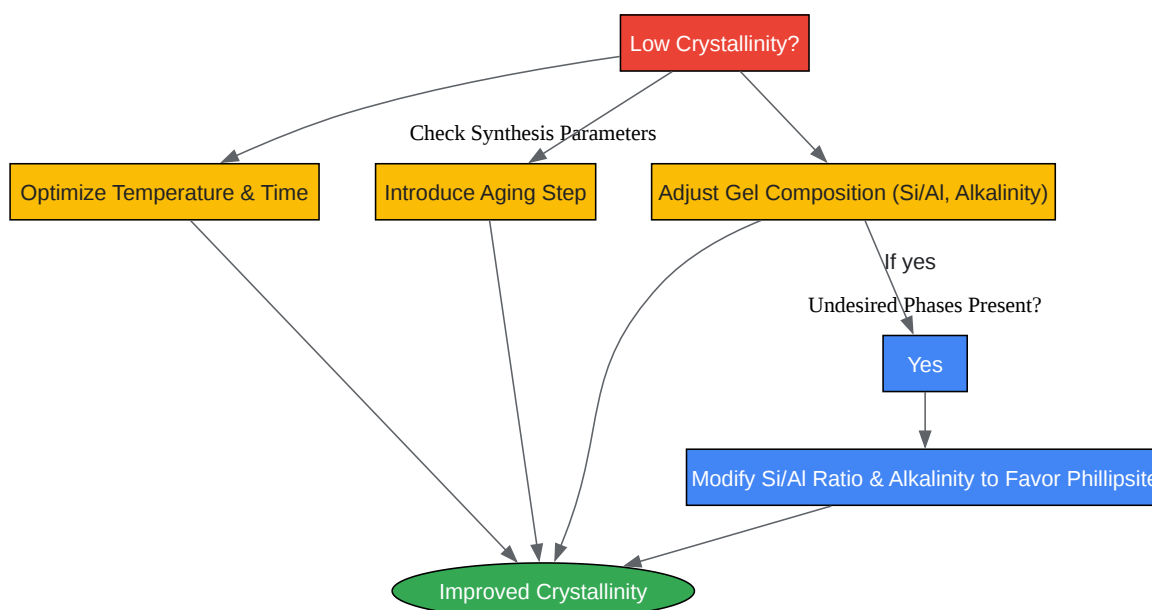 Low Crystallinity?
Check Synthesis Parameters
Optimize Temperature & Time
Introduce Aging Step
Adjust Gel Composition (Si/Al, Alkalinity)
If yes
Undesired Phases Present?
Yes
Modify Si/Al Ratio & Alkalinity to Favor Phillipsite
Improved Crystallinity